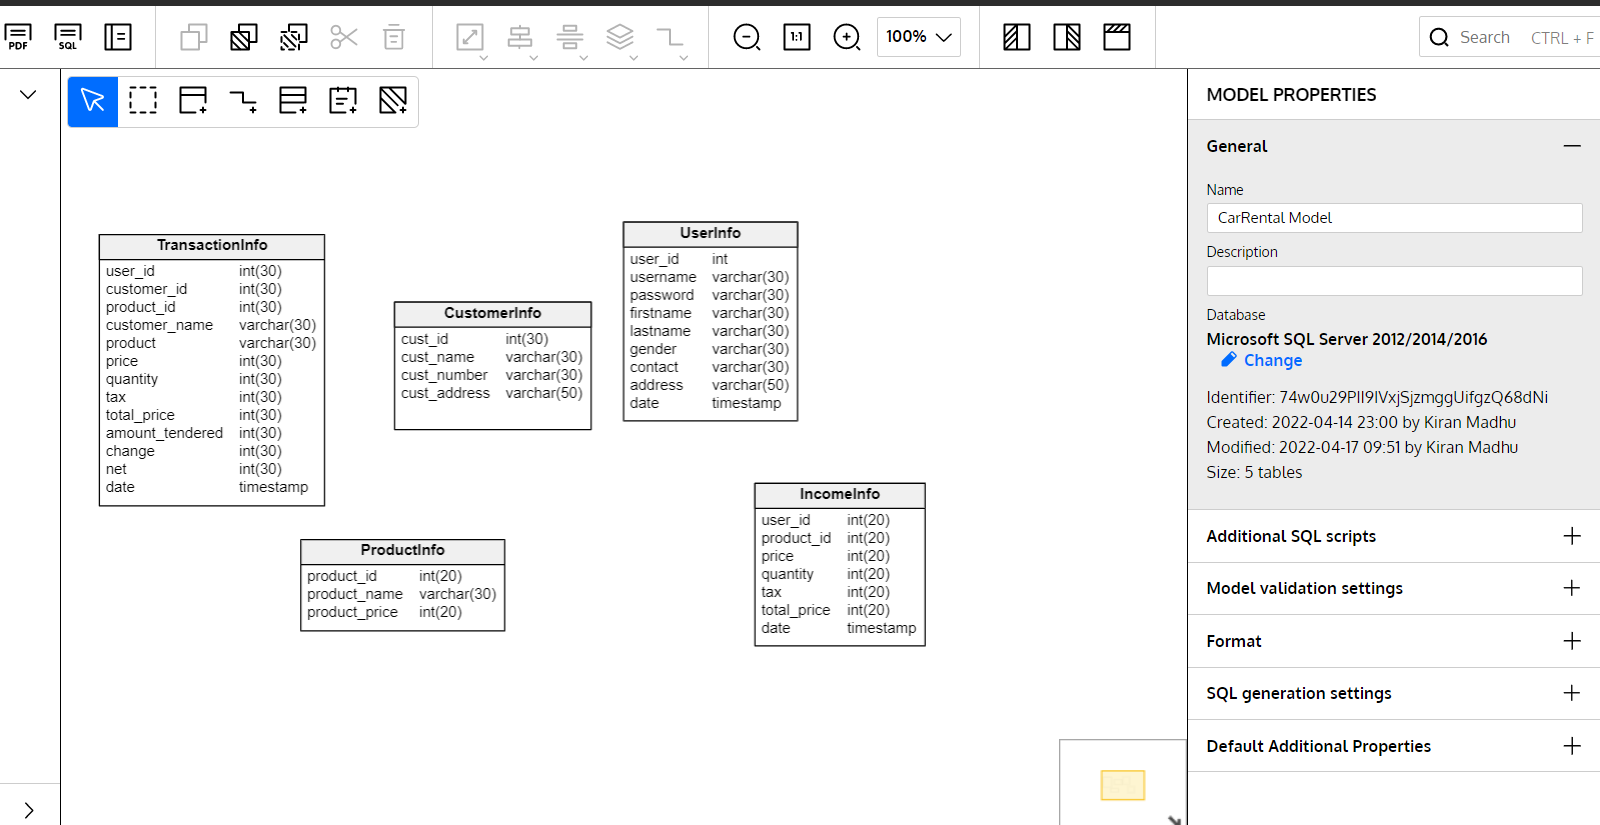 PDF
SQL
1:1
100%
Search CTRL + F
MODEL PROPERTIES
General
Name
CarRental Model
Description
Database
Microsoft SQL Server 2012/2014/2016
Change
Identifier: 74w0u29PlI9IVxjSjzmggUifgzQ68dNi
Created: 2022-04-14 23:00 by Kiran Madhu
Modified: 2022-04-17 09:51 by Kiran Madhu
Size: 5 tables
Additional SQL scripts
Model validation settings
Format
SQL generation settings
Default Additional Properties
TransactionInfo
user_id int(30)
customer_id int(30)
product_id int(30)
customer_name varchar(30)
product varchar(30)
price int(30)
quantity int(30)
tax int(30)
total_price int(30)
amount_tendered int(30)
change int(30)
net int(30)
date timestamp
CustomerInfo
cust_id int(30)
cust_name varchar(30)
cust_number varchar(30)
cust_address varchar(50)
UserInfo
user_id int
username varchar(30)
password varchar(30)
firstname varchar(30)
lastname varchar(30)
gender varchar(30)
contact varchar(30)
address varchar(50)
date timestamp
ProductInfo
product_id int(20)
product_name varchar(30)
product_price int(20)
IncomeInfo
user_id int(20)
product_id int(20)
price int(20)
quantity int(20)
tax int(20)
total_price int(20)
date timestamp